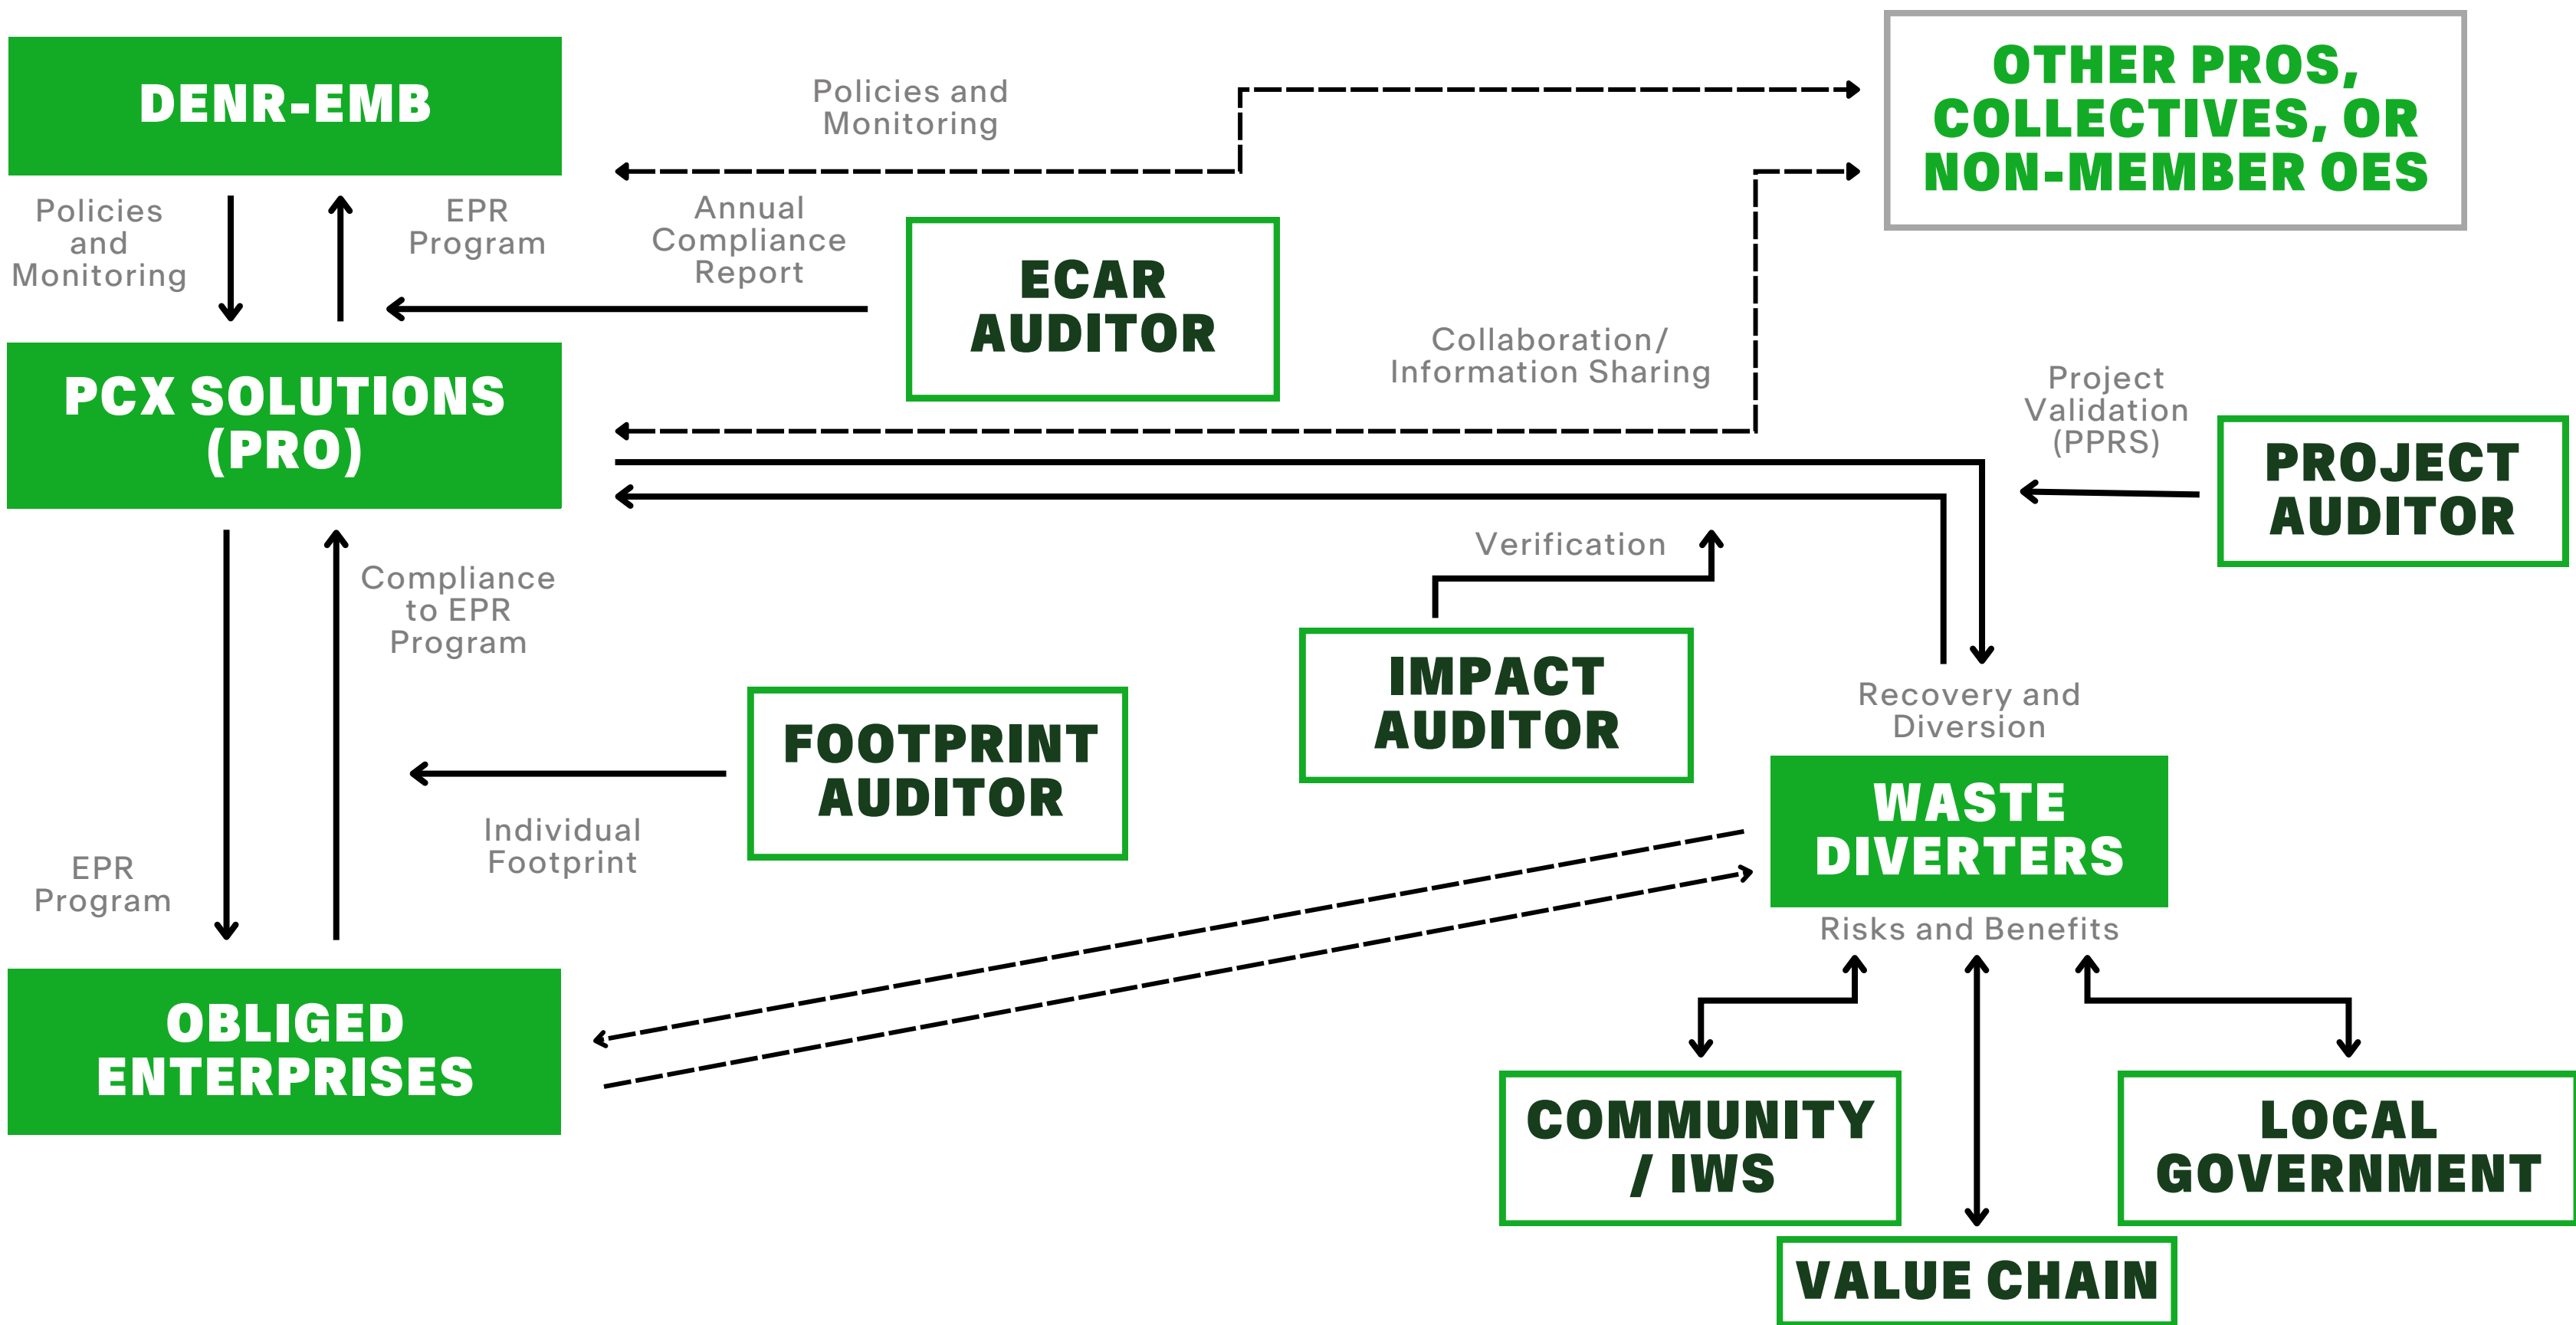 DENR-EMB
Policies and
Monitoring
OTHER PROS,
COLLECTIVES, OR
NON-MEMBER OES
Policies
and
Monitoring
EPR
Program
Annual
Compliance
Report
ECAR
AUDITOR
PCX SOLUTIONS
(PRO)
Collaboration/
Information Sharing
Project
Validation
(PPRS)
PROJECT
AUDITOR
Compliance
to EPR
Program
Verification
IMPACT
AUDITOR
Recovery and
Diversion
FOOTPRINT
AUDITOR
Individual
Footprint
EPR
Program
WASTE
DIVERTERS
Risks and Benefits
OBLIGED
ENTERPRISES
COMMUNITY
/ IWS
LOCAL
GOVERNMENT
VALUE CHAIN